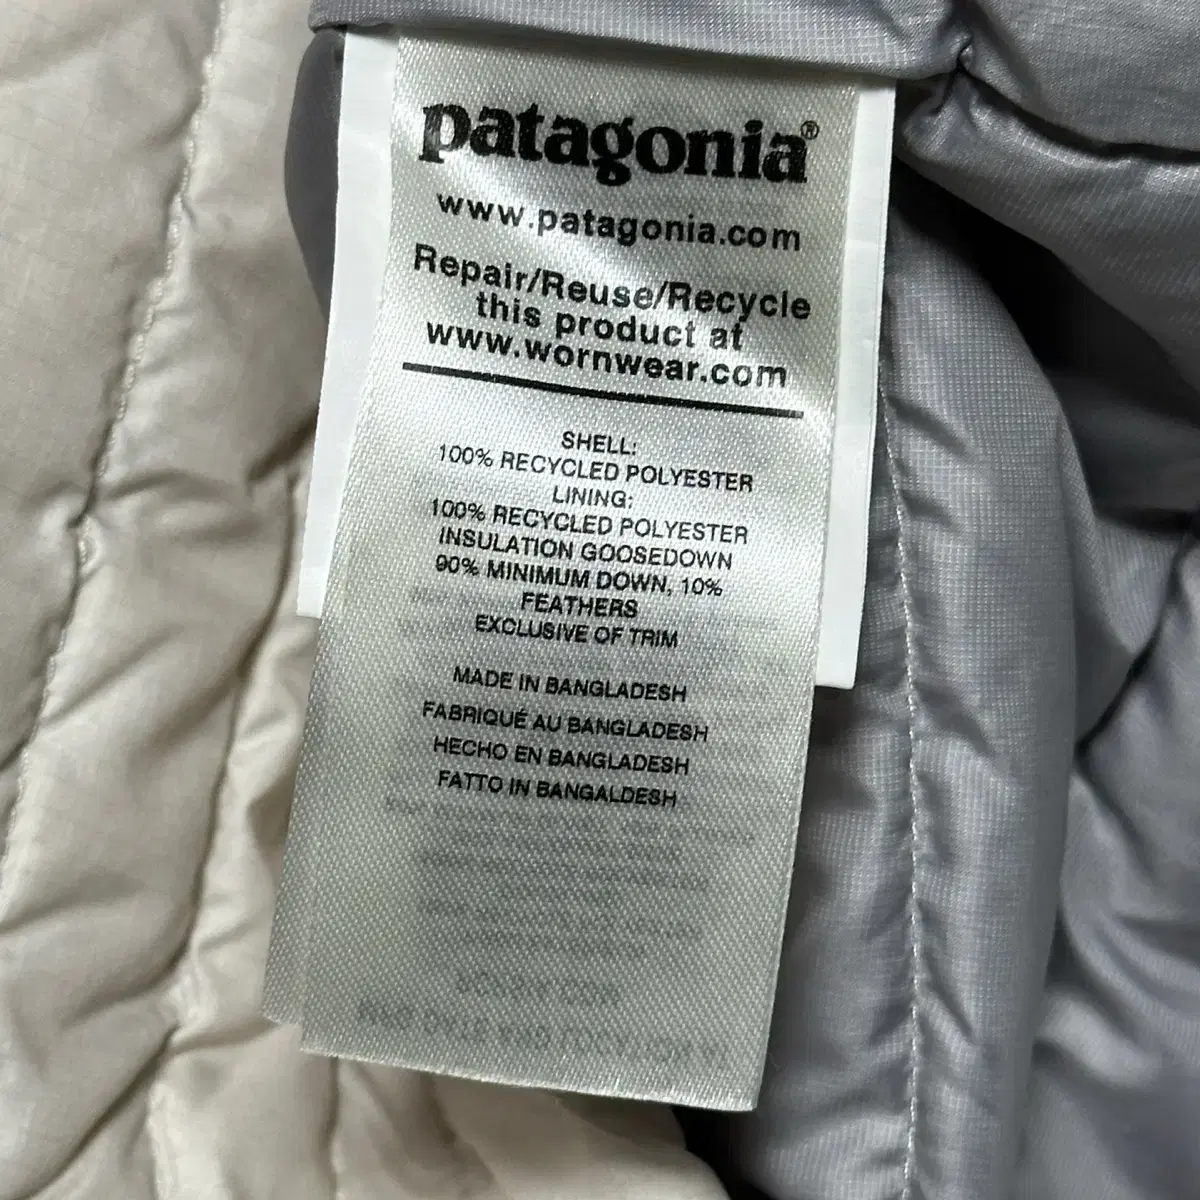 patagonia®
www.patagonia.com
Repair/Reuse/Recycle
this product at
www.wornwear.com
SHELL:
100% RECYCLED POLYESTER
LINING:
100% RECYCLED POLYESTER
INSULATION GOOSEDOWN
90% MINIMUM DOWN, 10%
FEATHERS
EXCLUSIVE OF TRIM
MADE IN BANGLADESH
FABRIQUÉ AU BANGLADESH
HECHO EN BANGLADESH
FATTO IN BANGALDESH